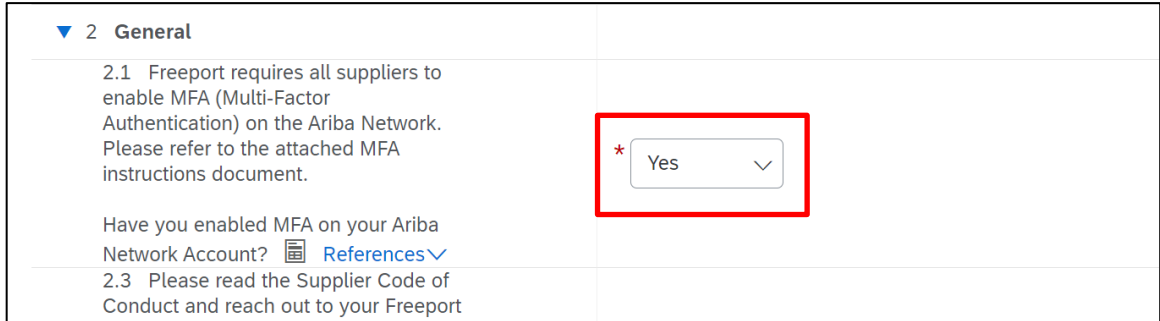 ▼ 2 General
2.1 Freeport requires all suppliers to
enable MFA (Multi-Factor
Authentication) on the Ariba Network.
Please refer to the attached MFA
instructions document.
* Yes
Have you enabled MFA on your Ariba
Network Account? References
2.3 Please read the Supplier Code of
Conduct and reach out to your Freeport